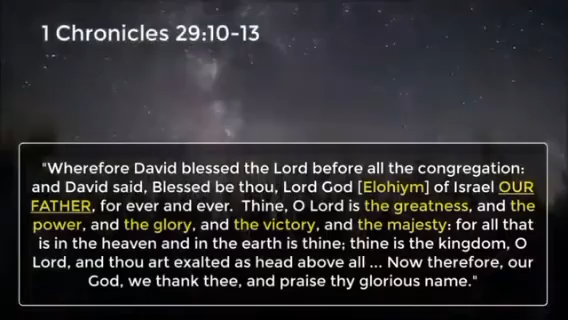 1 Chronicles 29:10-13
"Wherefore David blessed the Lord before all the congregation:
and David said, Blessed be thou, Lord God [Elohiym] of Israel OUR
FATHER, for ever and ever. Thine, O Lord is the greatness, and the
power, and the glory, and the victory, and the majesty: for all that
is in the heaven and in the earth is thine; thine is the kingdom, O
Lord, and thou art exalted as head above all ... Now therefore, our
God, we thank thee, and praise thy glorious name."